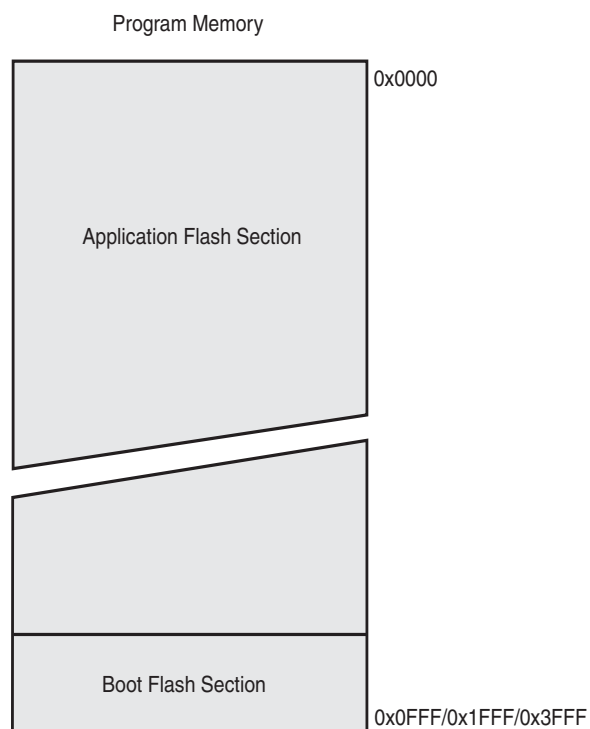 Program Memory
0x0000
Application Flash Section
Boot Flash Section
0x0FFF/0x1FFF/0x3FFF